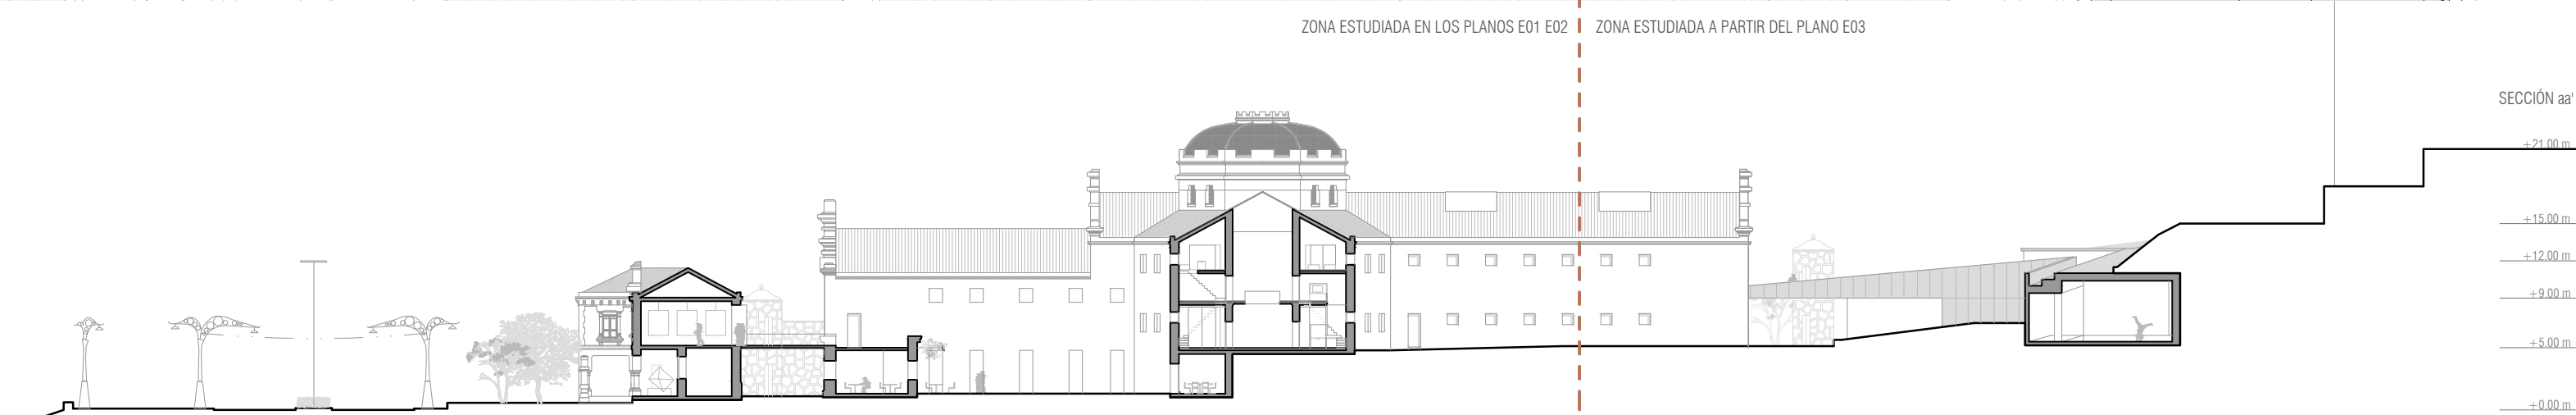 ZONA ESTUDIADA EN LOS PLANOS E01 E02
ZONA ESTUDIADA A PARTIR DEL PLANO E03
SECCIÓN aa'
+21.00 m
+15.00 m
+12.00 m
+9.00 m
+5.00 m
+0.00 m